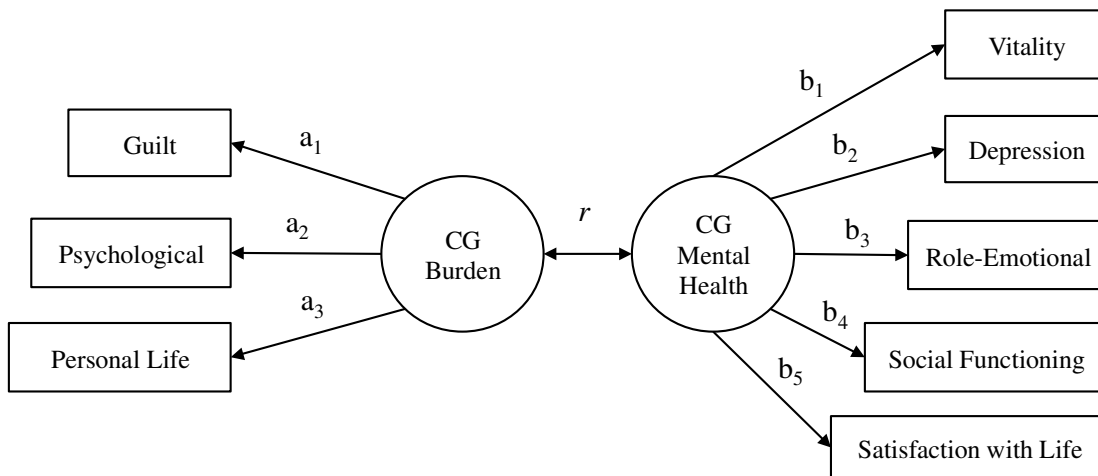 Guilt
Psychological
Personal Life
a1
a2
a3
CG
Burden
r
CG
Mental
Health
b1
b2
b3
b4
b5
Vitality
Depression
Role-Emotional
Social Functioning
Satisfaction with Life